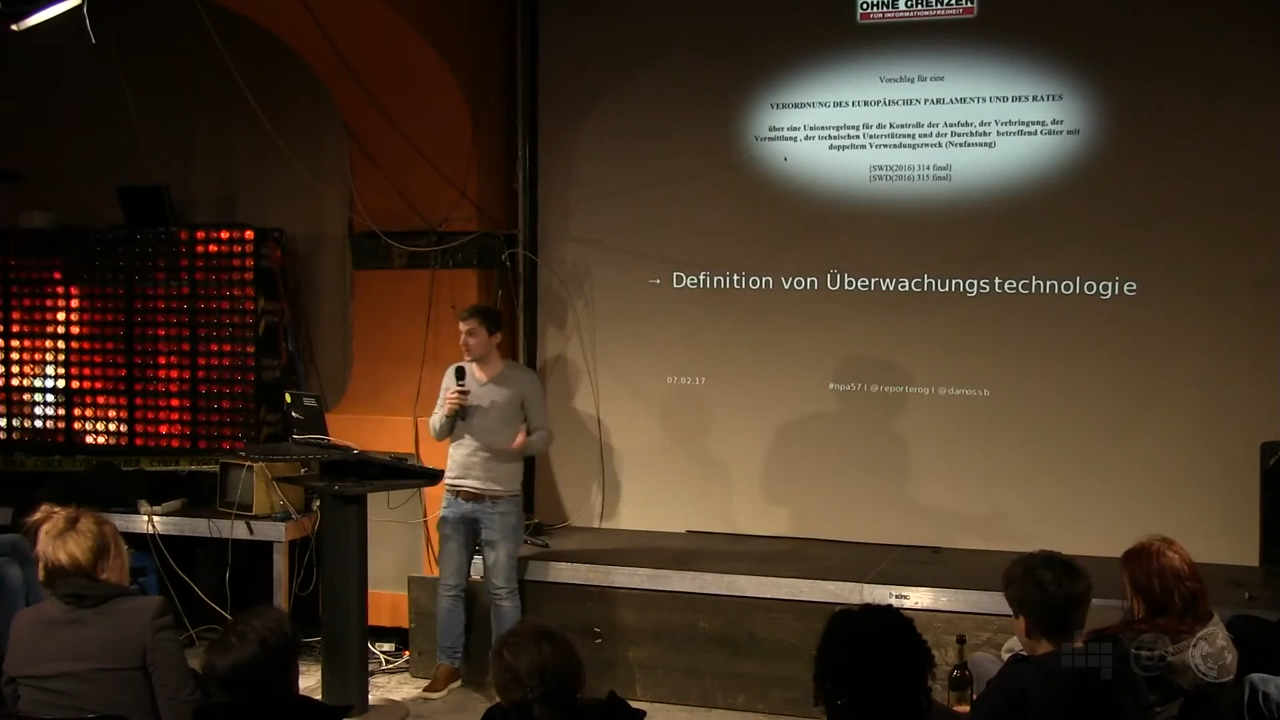 OHNE GRENZEN
FÜR INFORMATIONSFREIHEIT
Vorschlag für eine
VERORDNUNG DES EUROPÄISCHEN PARLAMENTS UND DES RATES
über eine Unionsregelung für die Kontrolle der Ausfuhr, der Verbringung, der
Vermittlung , der technischen Unterstützung und der Durchfuhr betreffend Güter mit
doppeltem Verwendungszweck (Neufassung)
{SWD(2016) 314 final}
{SWD(2016) 315 final}
→ Definition von Überwachungstechnologie
07.02.17
#npa57 I @reporterog I @damossb
CYBER CYBER